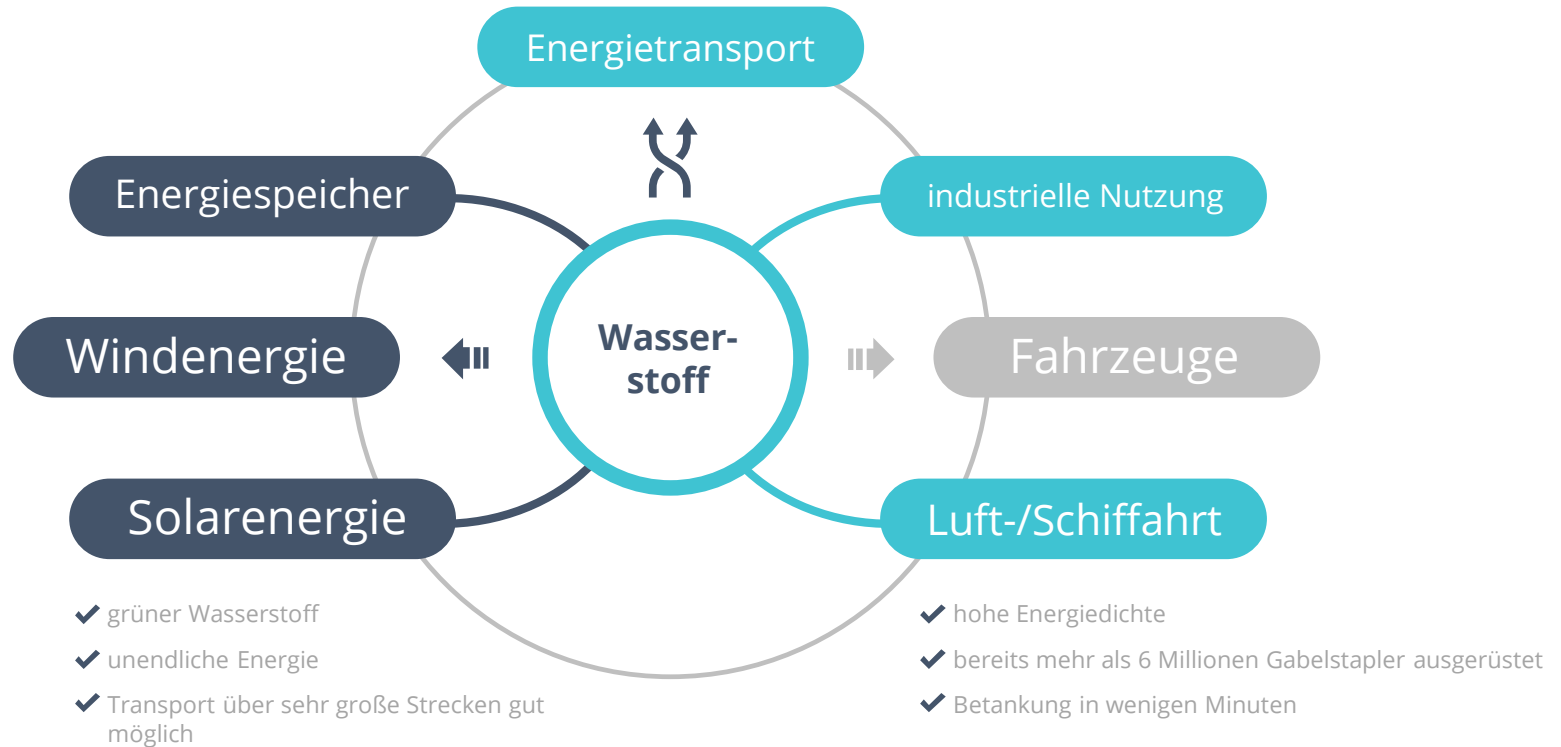 Energietransport
Energiespeicher
industrielle Nutzung
Windenergie
Wasser-
stoff
Fahrzeuge
Solarenergie
Luft-/Schiffahrt
grüner Wasserstoff
unendliche Energie
Transport über sehr große Strecken gut
möglich
hohe Energiedichte
bereits mehr als 6 Millionen Gabelstapler ausgerüstet
Betankung in wenigen Minuten